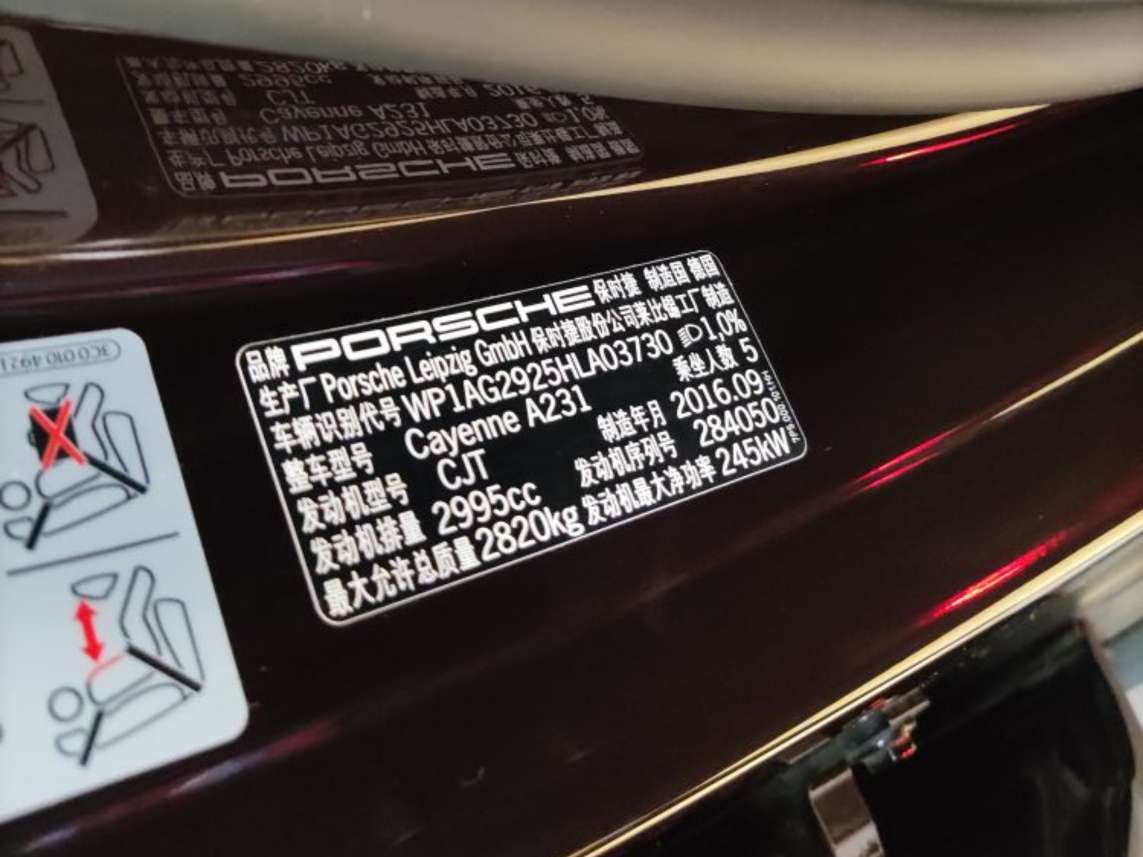 品牌 PORSCHE 保时捷 制造国 德国
生产厂 Porsche Leipzig GmbH 保时捷股份公司莱比锡工厂制造
车辆识别代号 WP1AG2925HLA03730 1,0%
整车型号 Cayenne A231 乘坐人数 5
发动机型号 CJT 制造年月 2016.09
发动机排量 2995cc 发动机序列号 284050
最大允许总质量 2820kg 发动机最大净功率 245kW
3C0 010 492